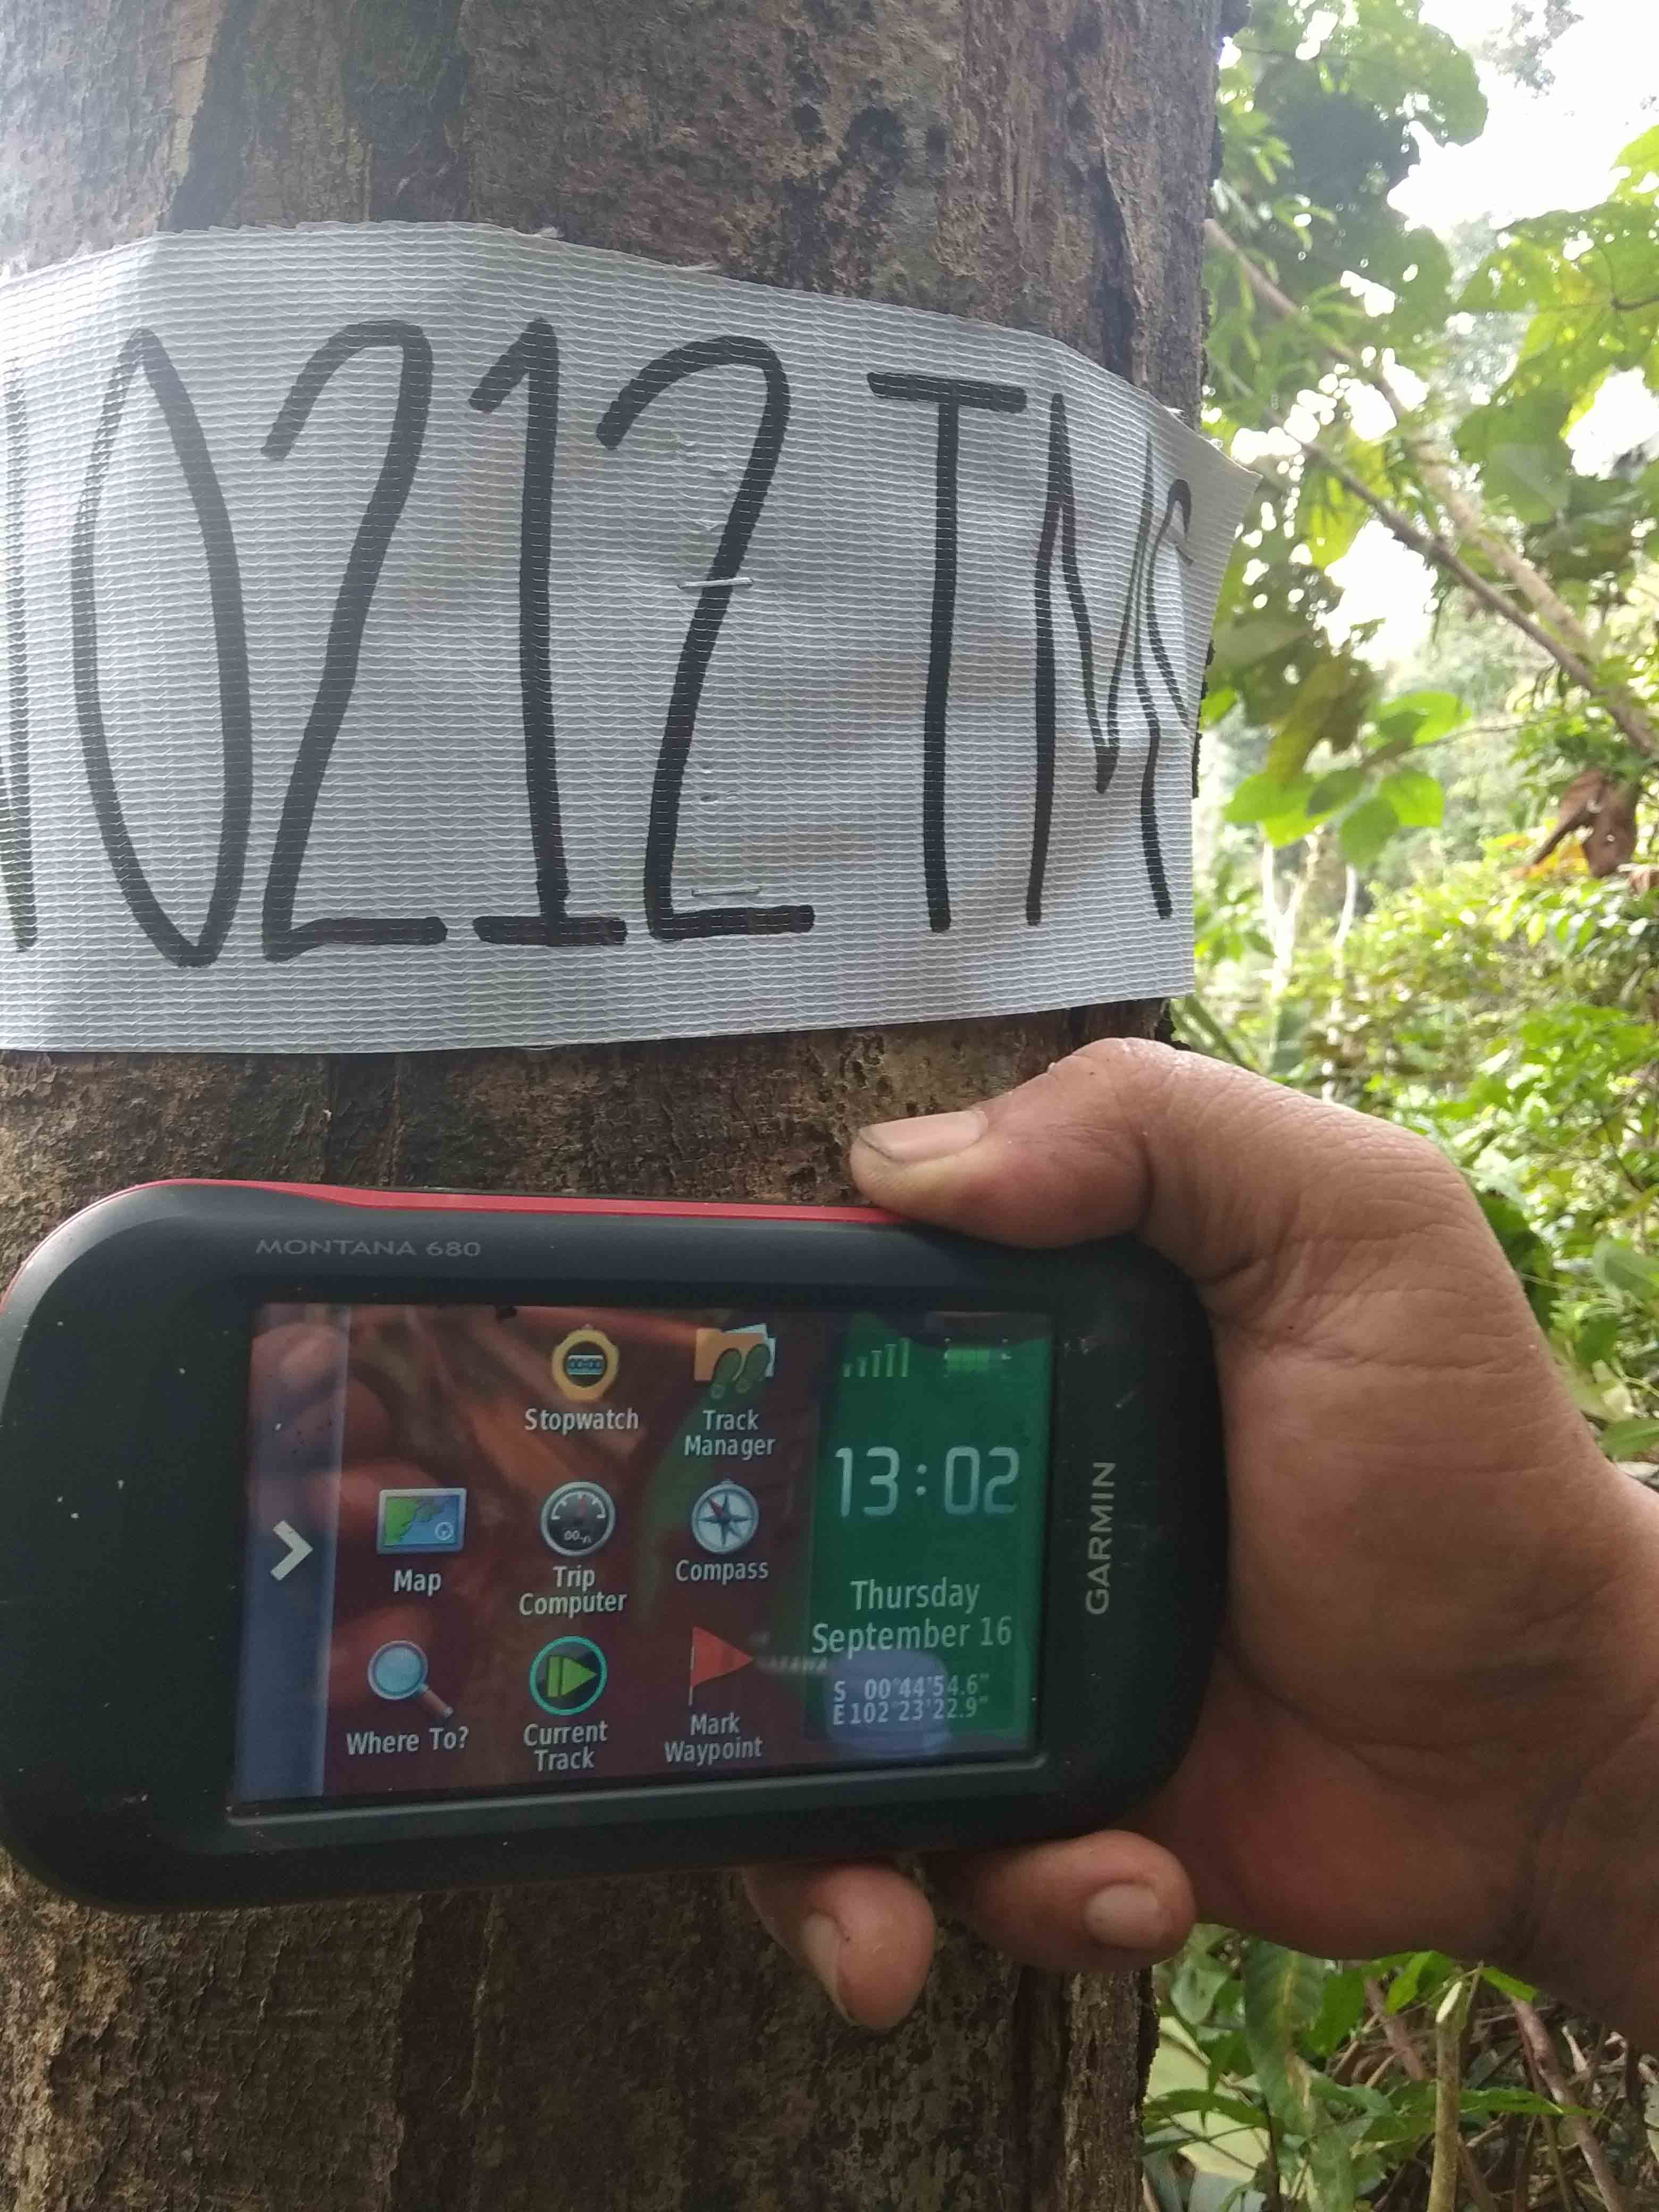 10212 TMS
MONTANA 680
Stopwatch
Track
Manager
13:02
Map
Trip
Computer
Compass
Thursday
September 16
S 00°44'54.6"
E 102°23'22.9"
Where To?
Current
Track
Mark
Waypoint
GARMIN